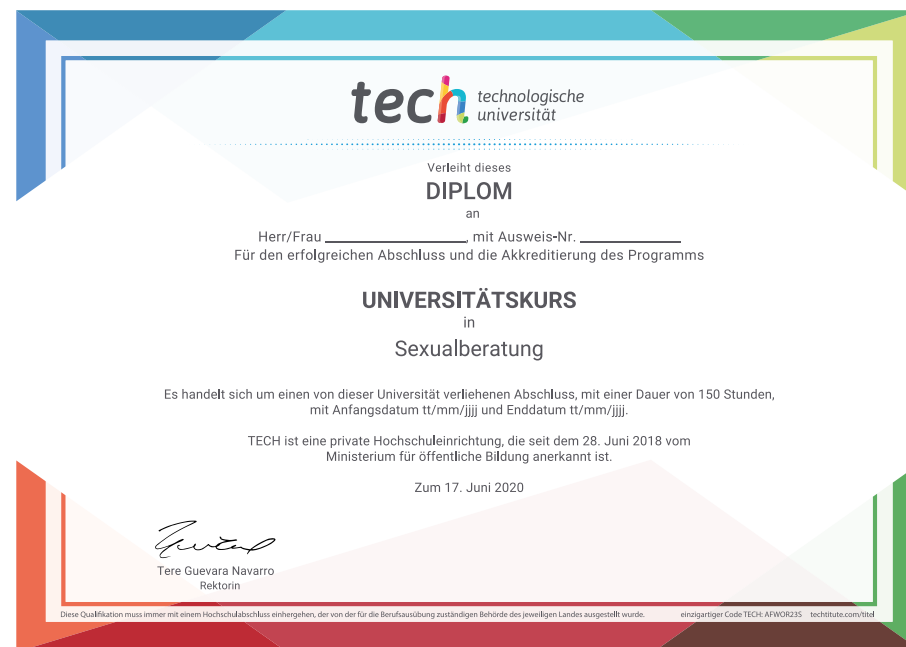 tech technologische
universität
Verleiht dieses
DIPLOM
an
Herr/Frau ____________, mit Ausweis-Nr. ____________
Für den erfolgreichen Abschluss und die Akkreditierung des Programms
UNIVERSITÄTSKURS
in
Sexualberatung
Es handelt sich um einen von dieser Universität verliehenen Abschluss, mit einer Dauer von 150 Stunden,
mit Anfangsdatum tt/mm/jjjj und Enddatum tt/mm/jjjj.
TECH ist eine private Hochschuleinrichtung, die seit dem 28. Juni 2018 vom
Ministerium für öffentliche Bildung anerkannt ist.
Zum 17. Juni 2020
Tere Guevara Navarro
Rektorin
Diese Qualifikation muss immer mit einem Hochschulabschluss einhergehen, der von der für die Berufsausübung zuständigen Behörde des jeweiligen Landes ausgestellt wurde. einzigartiger Code TECH: AFWOR23S techtitute.com/titel